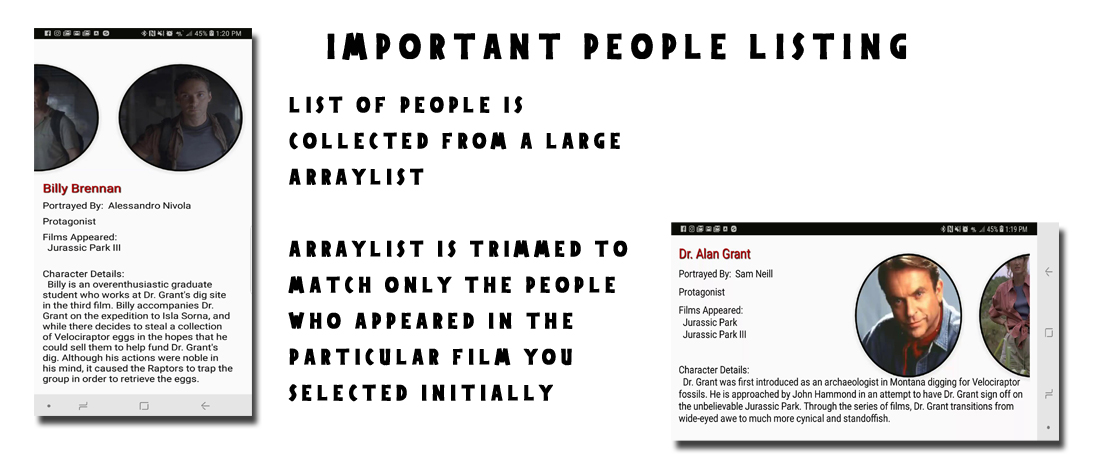 45% 1:20 PM
IMPORTANT PEOPLE LISTING
LIST OF PEOPLE IS
COLLECTED FROM A LARGE
ARRAYLIST
Billy Brennan
Portrayed By:  Alessandro Nivola
Protagonist
Films Appeared:
Jurassic Park III
Character Details:
Billy is an overenthusiastic graduate
student who works at Dr. Grant's dig site
in the third film. Billy accompanies Dr.
Grant on the expedition to Isla Sorna, and
while there decides to steal a collection
of Velociraptor eggs in the hopes that he
could sell them to help fund Dr. Grant's
dig. Although his actions were noble in
his mind, it caused the Raptors to trap the
group in order to retrieve the eggs.
ARRAYLIST IS TRIMMED TO
MATCH ONLY THE PEOPLE
WHO APPEARED IN THE
PARTICULAR FILM YOU
SELECTED INITIALLY
45% 1:19 PM
Dr. Alan Grant
Portrayed By:  Sam Neill
Protagonist
Films Appeared:
Jurassic Park
Jurassic Park III
Character Details:
Dr. Grant was first introduced as an archaeologist in Montana digging for Velociraptor
fossils. He is approached by John Hammond in an attempt to have Dr. Grant sign off on
the unbelievable Jurassic Park. Through the series of films, Dr. Grant transitions from
wide-eyed awe to much more cynical and standoffish.